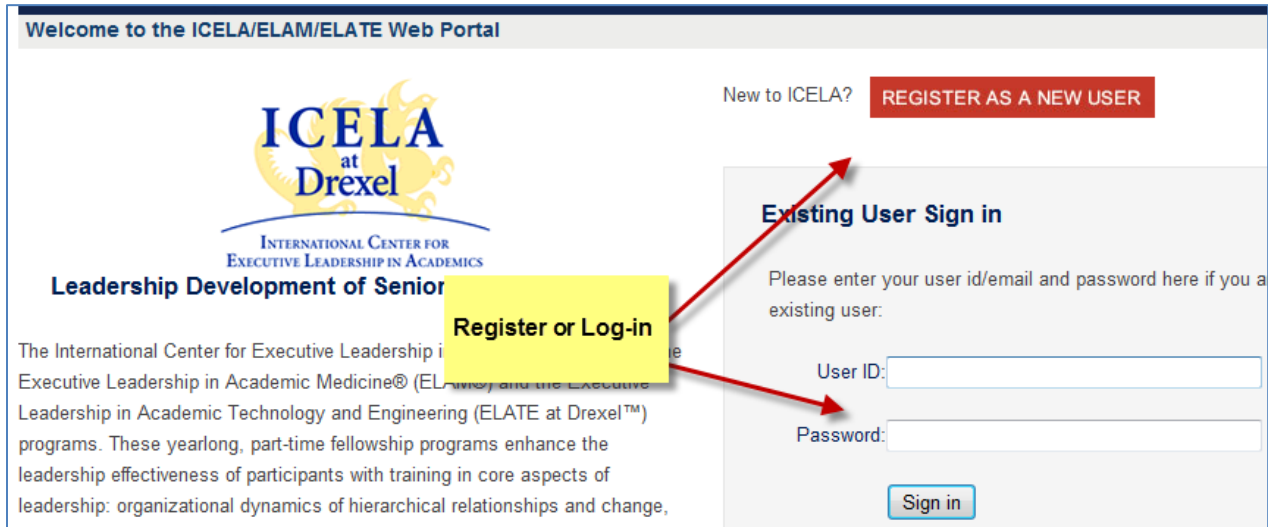 Welcome to the ICELA/ELAM/ELATE Web Portal
ICELA
at
Drexel
INTERNATIONAL CENTER FOR
EXECUTIVE LEADERSHIP IN ACADEMICS
Leadership Development of Senior
The International Center for Executive Leadership
Executive Leadership in Academic Medicine® (ELAM®) and the Executive
Leadership in Academic Technology and Engineering (ELATE at Drexel™)
programs. These yearlong, part-time fellowship programs enhance the
leadership effectiveness of participants with training in core aspects of
leadership: organizational dynamics of hierarchical relationships and change,
Register or Log-in
New to ICELA? REGISTER AS A NEW USER
Existing User Sign in
Please enter your user id/email and password here if you a
existing user:
User ID:
Password:
Sign in